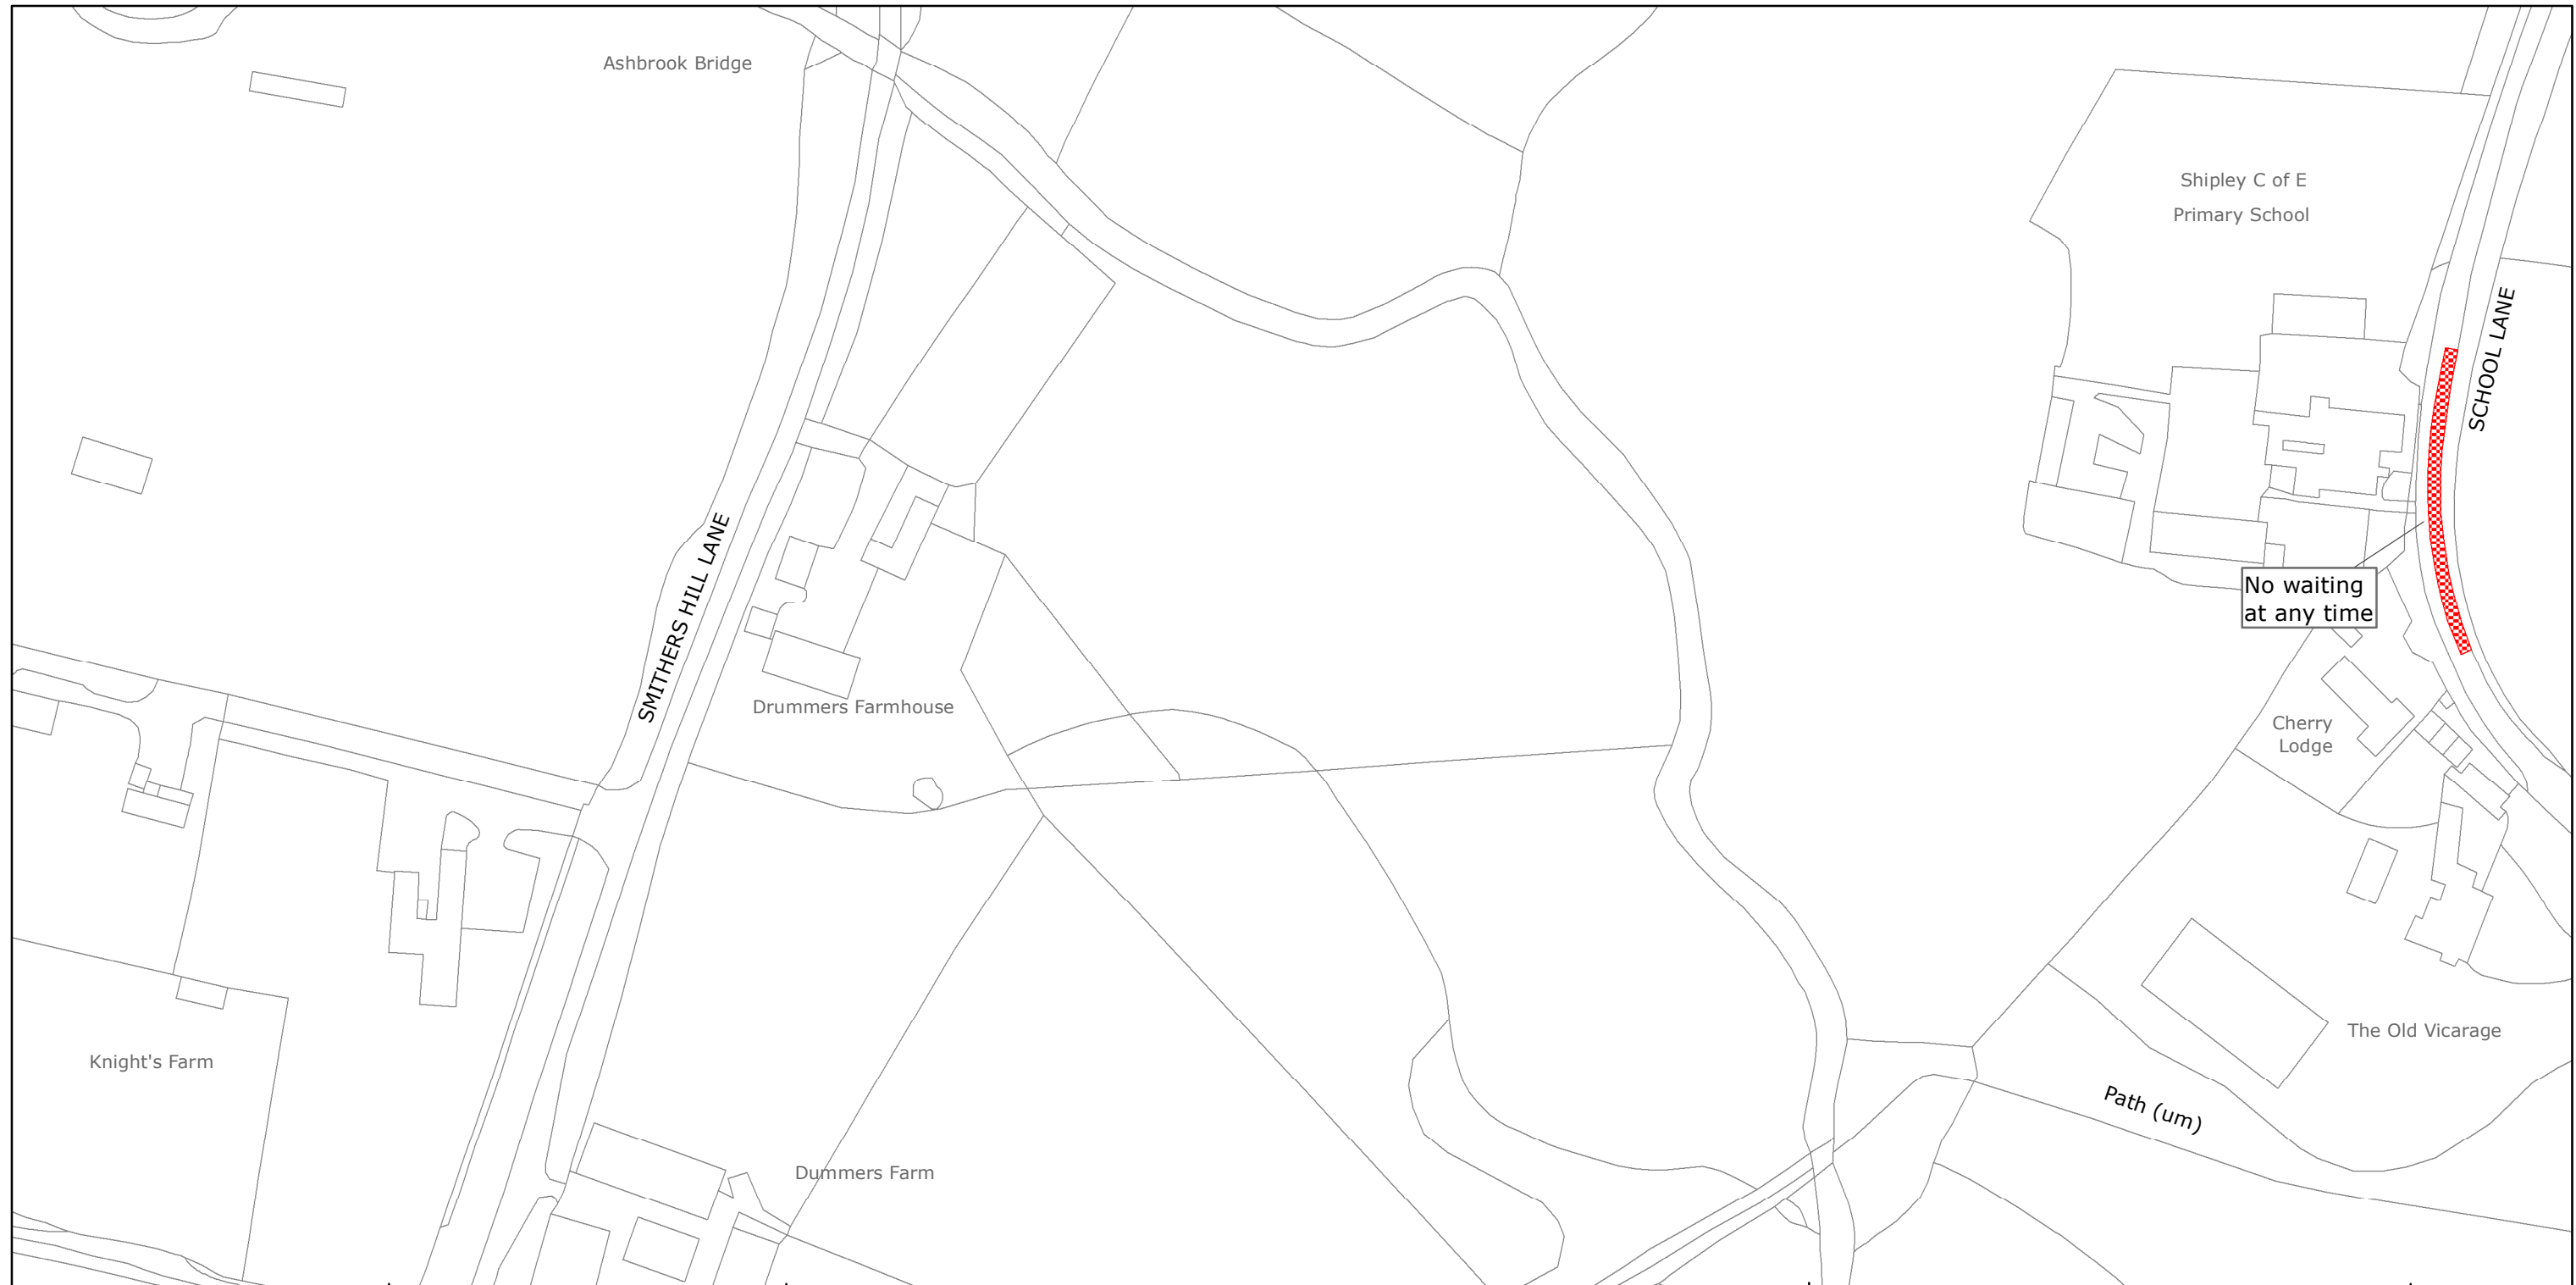 Ashbrook Bridge
Shipley C of E
Primary School
SCHOOL LANE
SMITHERS HILL LANE
No waiting
at any time
Drummers Farmhouse
Cherry
Lodge
The Old Vicarage
Knight's Farm
Path (um)
Dummers Farm